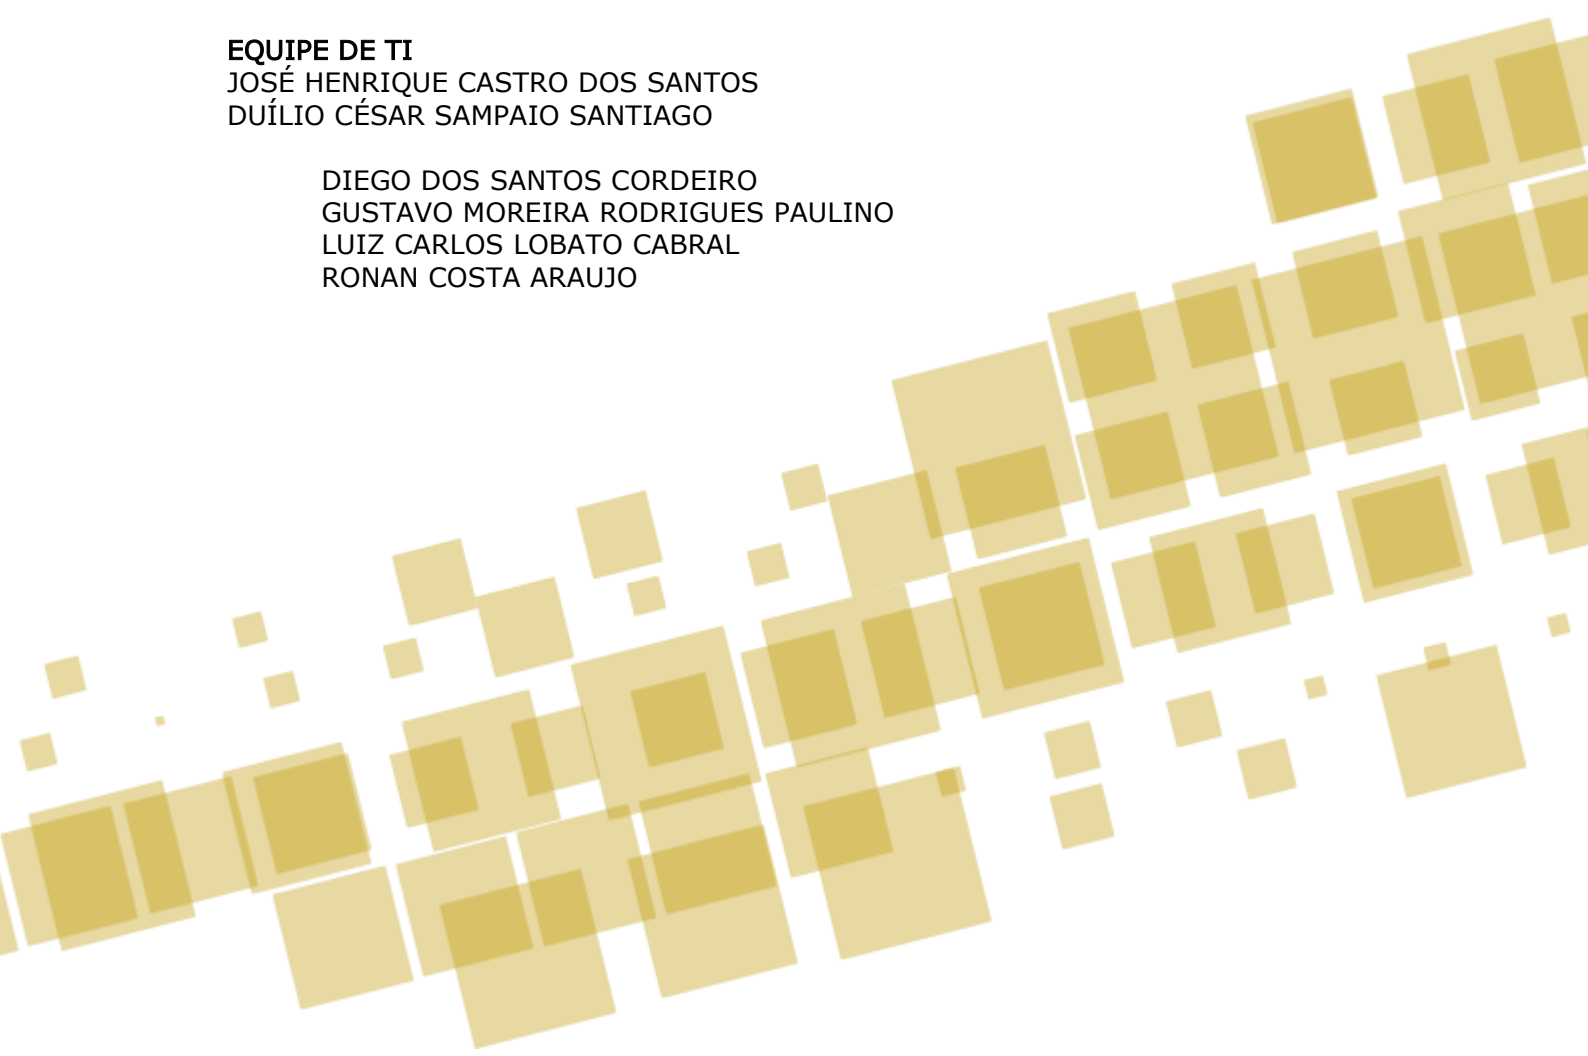 EQUIPE DE TI
JOSÉ HENRIQUE CASTRO DOS SANTOS
DUÍLIO CÉSAR SAMPAIO SANTIAGO
DIEGO DOS SANTOS CORDEIRO
GUSTAVO MOREIRA RODRIGUES PAULINO
LUIZ CARLOS LOBATO CABRAL
RONAN COSTA ARAUJO